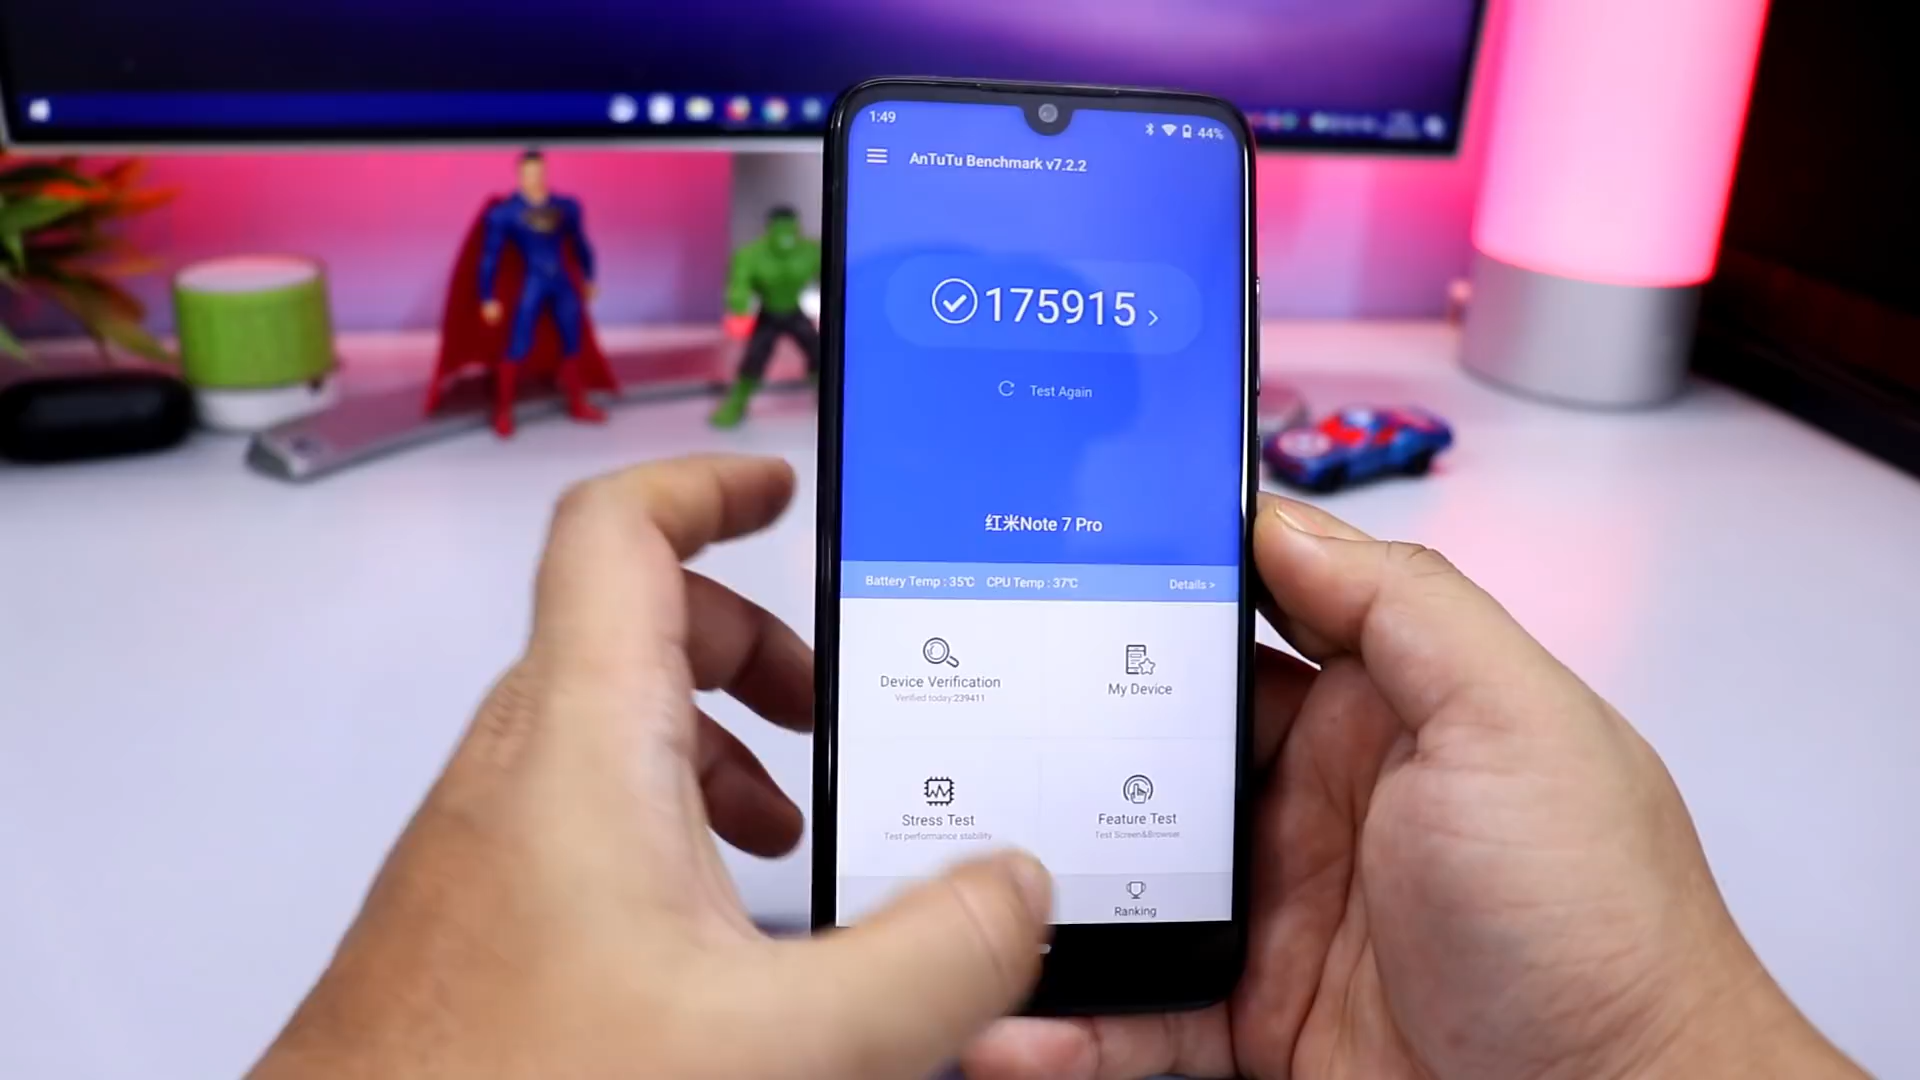 1:49
44%
AnTuTu Benchmark v7.2.2
175915
Test Again
红米Note 7 Pro
Battery Temp : 35℃ CPU Temp : 37℃ Details >
Device Verification
Verified today:239411
My Device
Stress Test
Test performance stability
Feature Test
Test Screen&Browser
Ranking